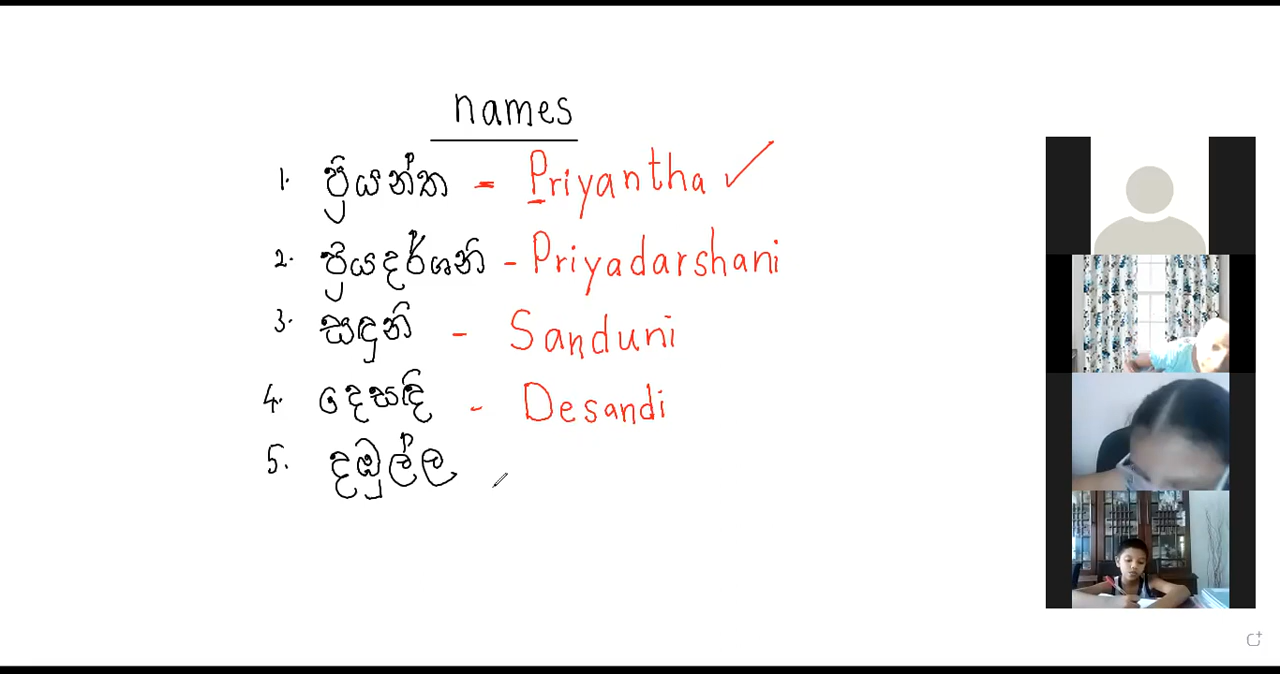 names
1. ප්‍රියන්ත - Priyantha
2. ප්‍රියදර්ශනි - Priyadarshani
3. සඳුනි - Sanduni
4. දෙසඳි - Desandi
5. දඹුල්ල